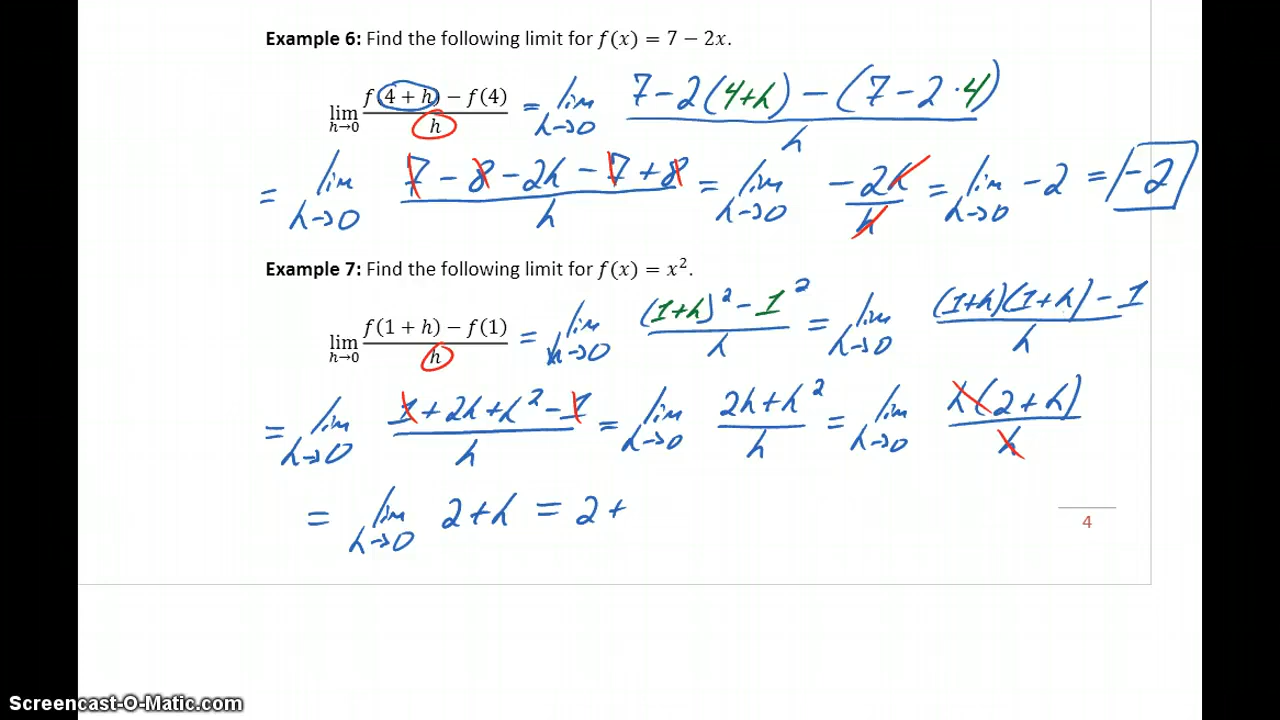 Example 6: Find the following limit for f(x) = 7 − 2x.
lim h→0 (f(4 + h) − f(4))/h = lim h→0 (7 − 2(4+h) − (7 − 2·4))/h
= lim h→0 (7 − 8 − 2h − 7 + 8)/h = lim h→0 −2h/h = lim h→0 −2 = −2
Example 7: Find the following limit for f(x) = x².
lim h→0 (f(1 + h) − f(1))/h = lim h→0 ((1+h)² − 1²)/h = lim h→0 ((1+h)(1+h) − 1)/h
= lim h→0 (1 + 2h + h² − 1)/h = lim h→0 (2h + h²)/h = lim h→0 h(2 + h)/h
= lim h→0 2 + h = 2 +
4
Screencast-O-Matic.com